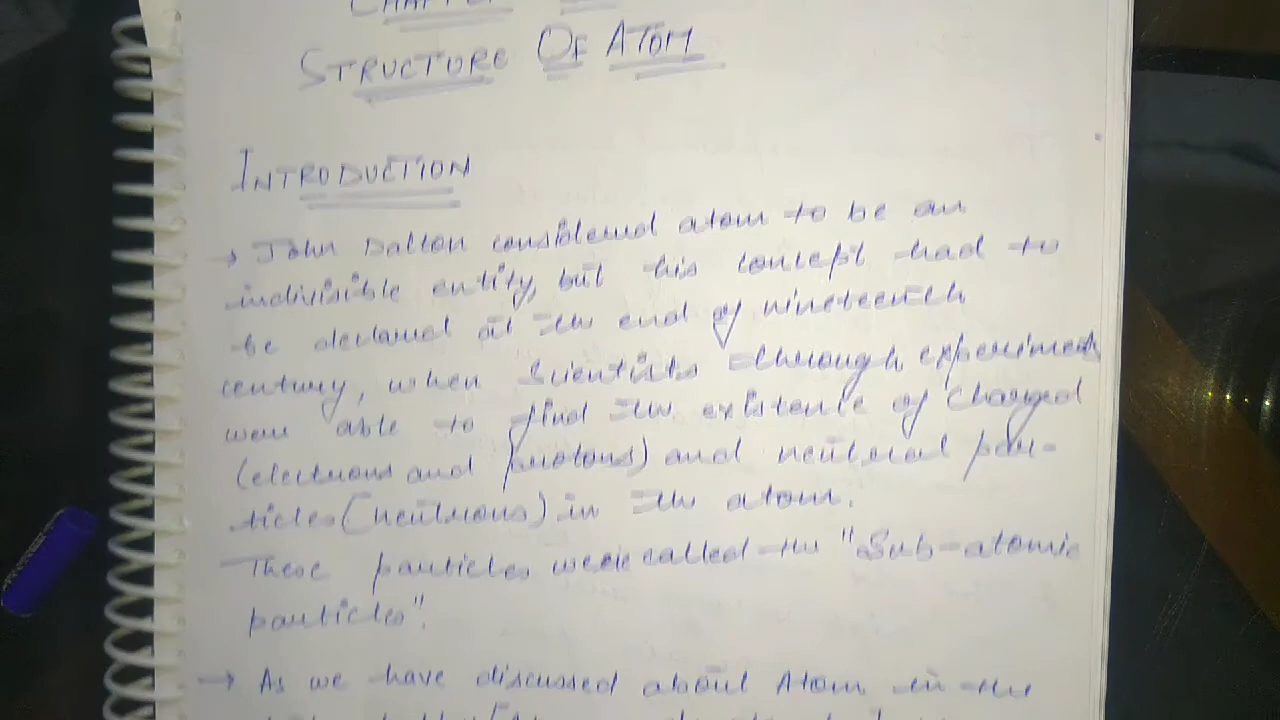 CHAPTER
STRUCTURE OF ATOM
INTRODUCTION
→ John Dalton considered atom to be an
indivisible entity, but his concept had to
be declared at the end of nineteenth
century, when Scientists through experiments
were able to find the existence of charged
(electrons and protons) and neutral par-
ticles (neutrons) in the atom.
These particles were called the "Sub-atomic
particles".
→ As we have discussed about Atom in the